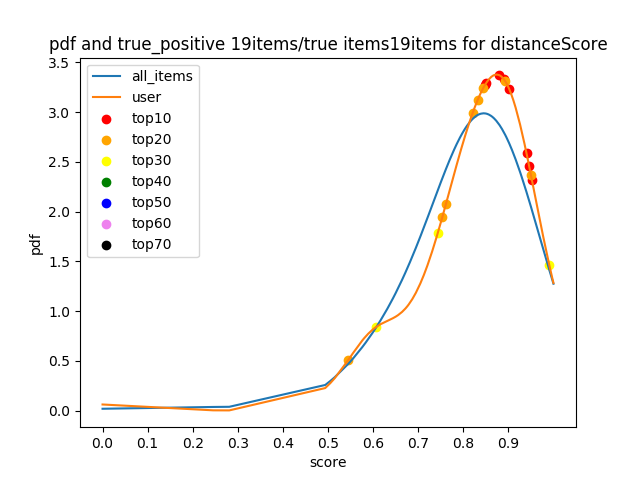 pdf and true_positive 19items/true items19items for distanceScore
3.5
3.0
2.5
2.0
1.5
1.0
0.5
0.0
pdf
all_items
user
top10
top20
top30
top40
top50
top60
top70
0.0 0.1 0.2 0.3 0.4 0.5 0.6 0.7 0.8 0.9
score